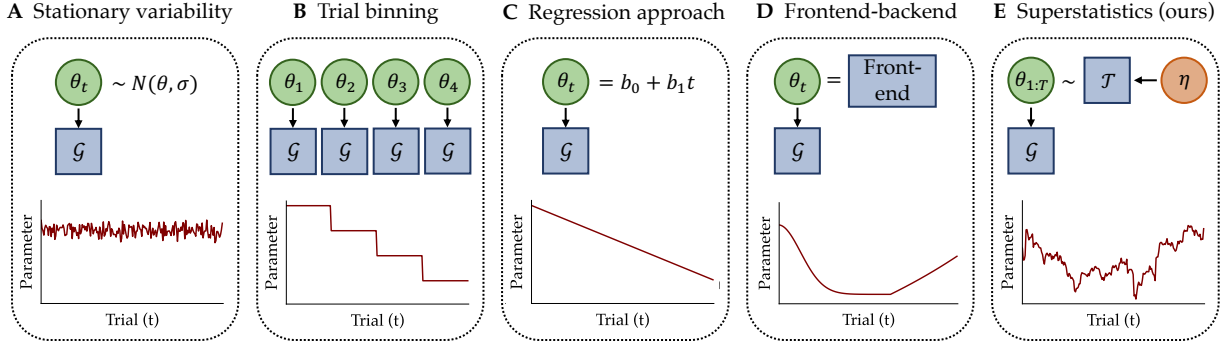 A Stationary variability
θt ~ N(θ, σ)
𝒢
Parameter
Trial (t)
B Trial binning
θ1 θ2 θ3 θ4
𝒢 𝒢 𝒢 𝒢
Parameter
Trial (t)
C Regression approach
θt = b0 + b1t
𝒢
Parameter
Trial (t)
D Frontend-backend
θt = Front-
end
𝒢
Parameter
Trial (t)
E Superstatistics (ours)
θ1:T ~ 𝒯 η
𝒢
Parameter
Trial (t)